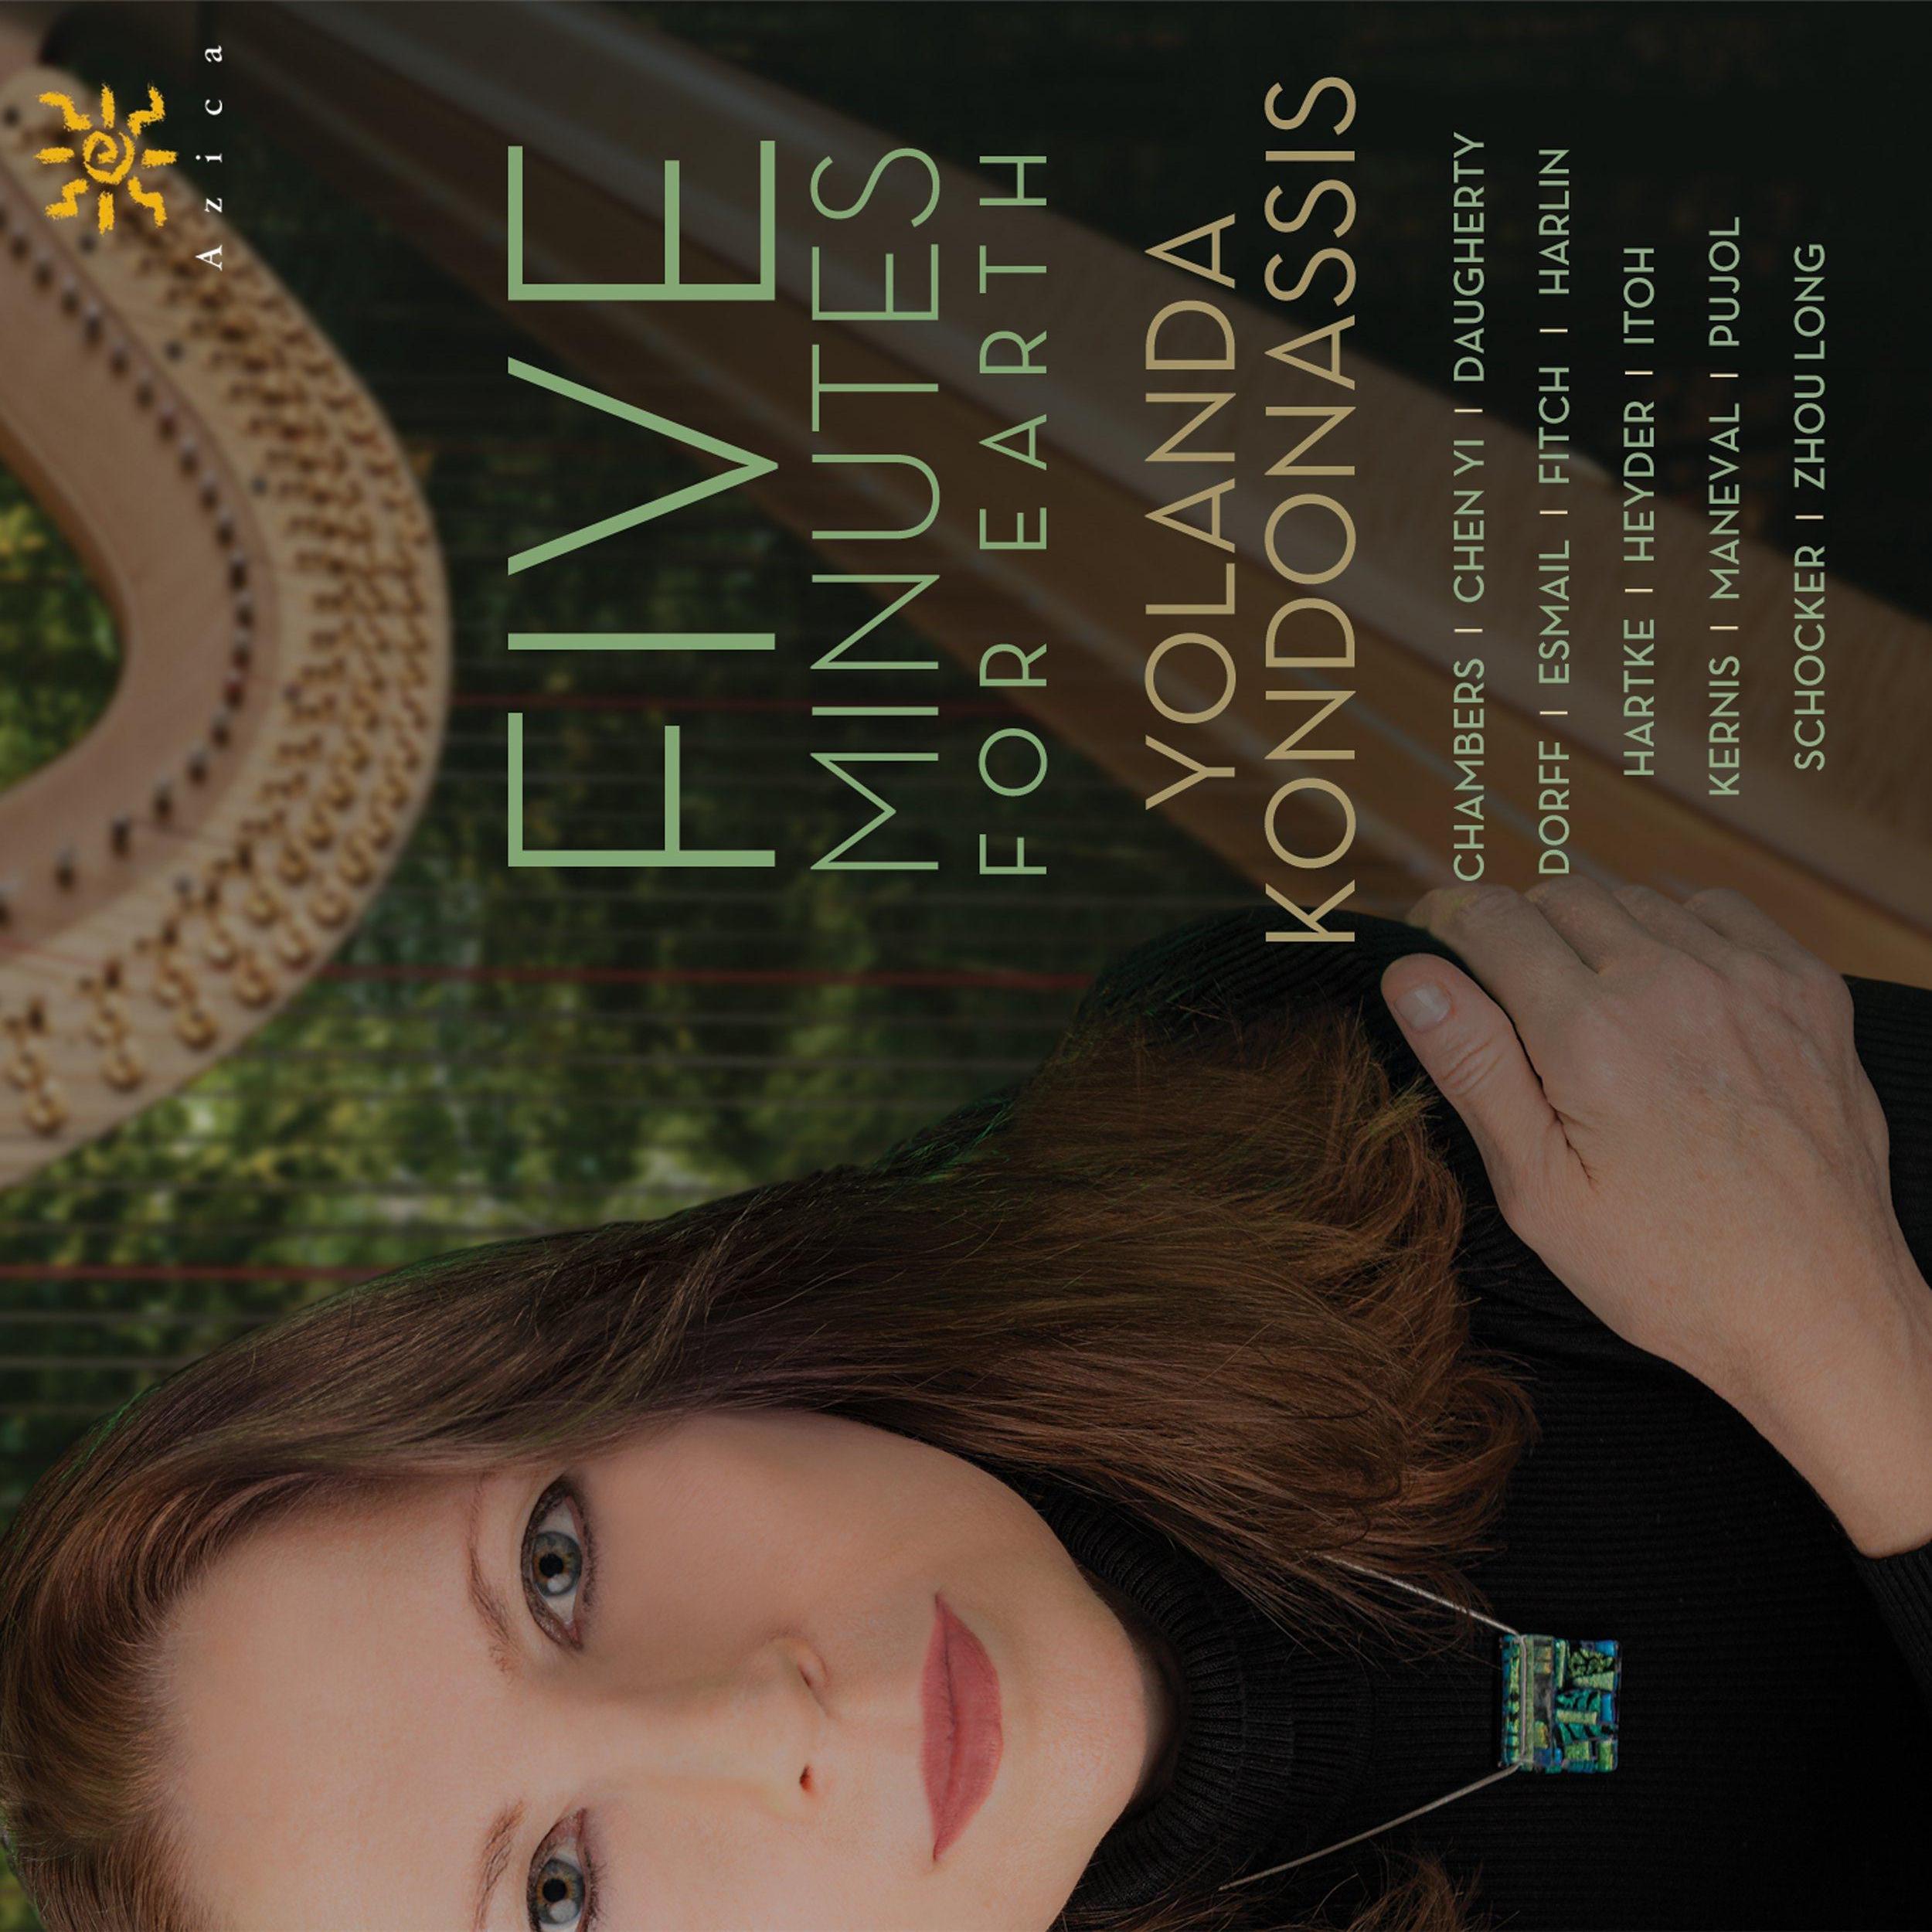 Azica
FIVE
MINUTES
FOR EARTH
YOLANDA
KONDONASSIS
CHAMBERS | CHEN YI | DAUGHERTY
DORFF | ESMAIL | FITCH | HARLIN
HARTKE | HEYDER | ITOH
KERNIS | MANEVAL | PUJOL
SCHOCKER | ZHOU LONG